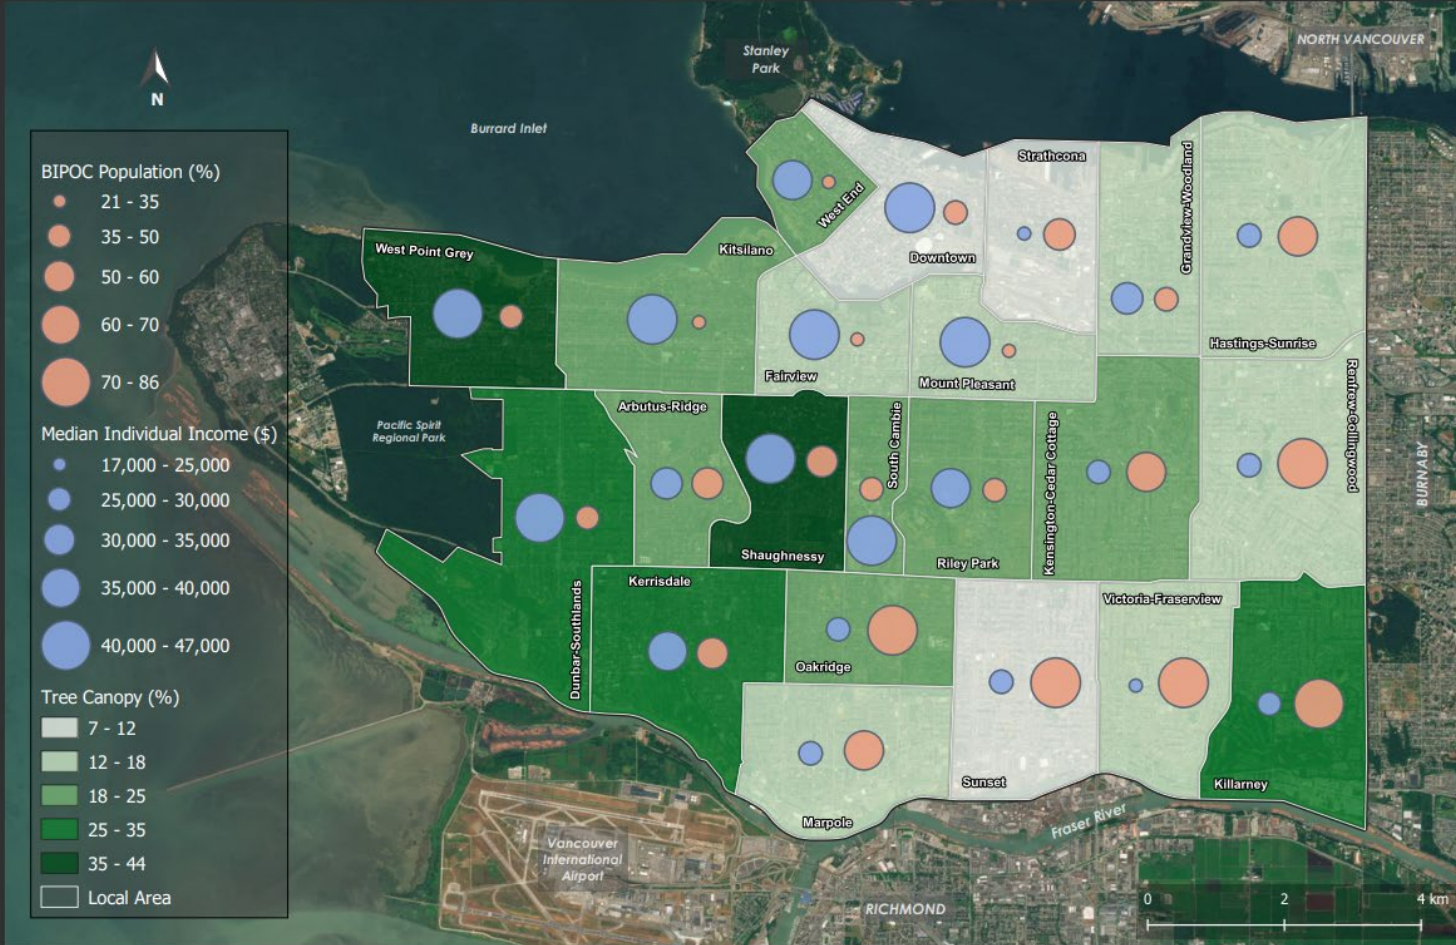 Stanley
Park
NORTH VANCOUVER
N
Burrard Inlet
BIPOC Population (%)
21 - 35
35 - 50
50 - 60
60 - 70
70 - 86
Median Individual Income ($)
17,000 - 25,000
25,000 - 30,000
30,000 - 35,000
35,000 - 40,000
40,000 - 47,000
Tree Canopy (%)
7 - 12
12 - 18
18 - 25
25 - 35
35 - 44
Local Area
West End
Downtown
Strathcona
Grandview-Woodland
Hastings-Sunrise
West Point Grey
Kitsilano
Fairview
Mount Pleasant
Renfrew-Collingwood
BURNABY
Pacific Spirit
Regional Park
Arbutus-Ridge
Shaughnessy
South Cambie
Riley Park
Kensington-Cedar Cottage
Dunbar-Southlands
Kerrisdale
Oakridge
Victoria-Fraserview
Sunset
Killarney
Marpole
Fraser River
Vancouver
International
Airport
RICHMOND
0
2
4 km